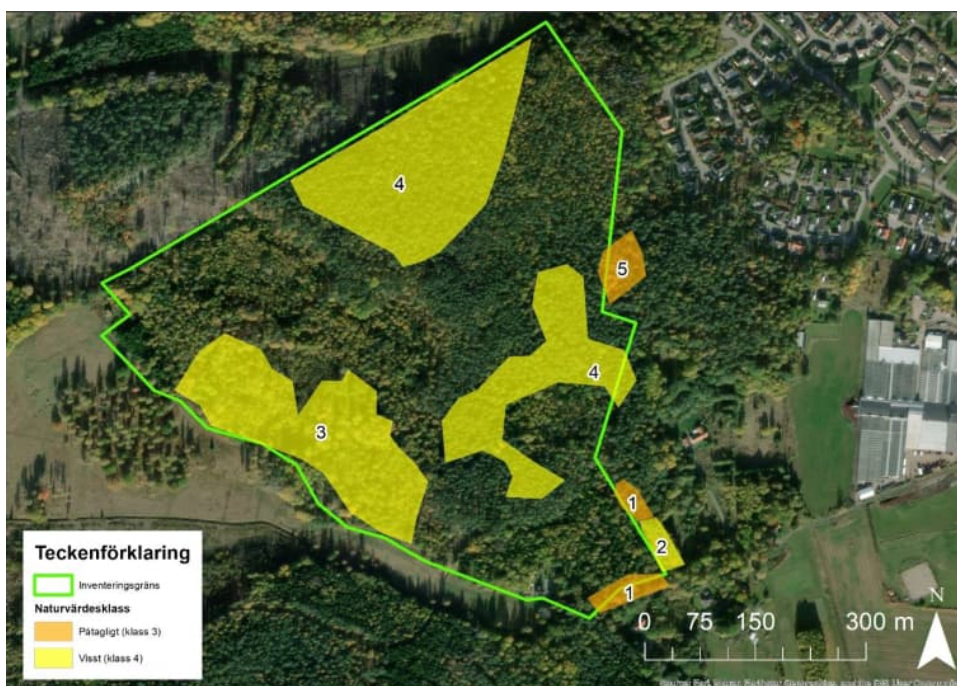 4
5
4
3
1
2
1
Teckenförklaring
Inventeringsgräns
Naturvärdesklass
Påtagligt (klass 3)
Visst (klass 4)
N
0 75 150 300 m